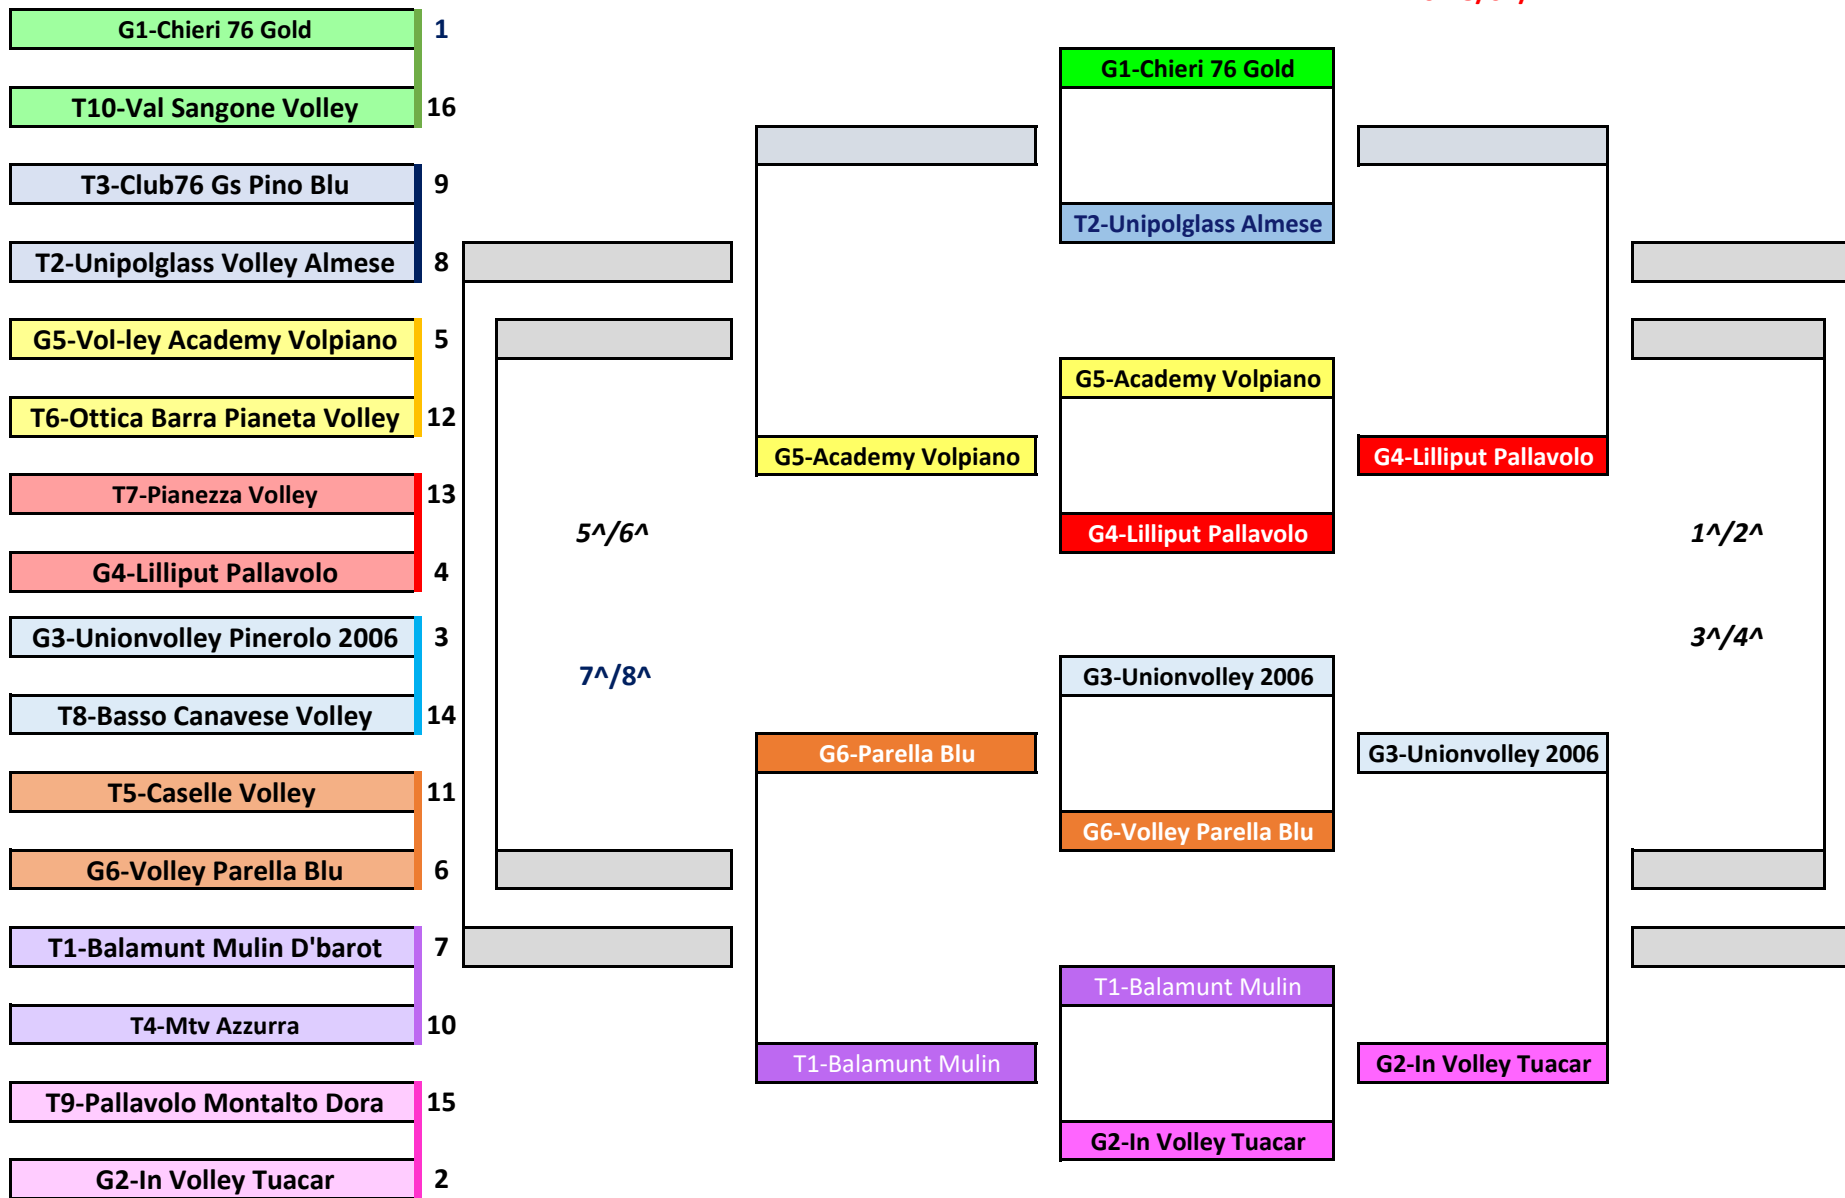 G1-Chieri 76 Gold 1
T10-Val Sangone Volley 16
T3-Club76 Gs Pino Blu 9
T2-Unipolglass Volley Almese 8
G5-Vol-ley Academy Volpiano 5
T6-Ottica Barra Pianeta Volley 12
T7-Pianezza Volley 13
G4-Lilliput Pallavolo 4
G3-Unionvolley Pinerolo 2006 3
T8-Basso Canavese Volley 14
T5-Caselle Volley 11
G6-Volley Parella Blu 6
T1-Balamunt Mulin D'barot 7
T4-Mtv Azzurra 10
T9-Pallavolo Montalto Dora 15
G2-In Volley Tuacar 2
5^/6^
7^/8^
G5-Academy Volpiano
G6-Parella Blu
T1-Balamunt Mulin
G1-Chieri 76 Gold
T2-Unipolglass Almese
G5-Academy Volpiano
G4-Lilliput Pallavolo
G3-Unionvolley 2006
G6-Volley Parella Blu
T1-Balamunt Mulin
G2-In Volley Tuacar
G4-Lilliput Pallavolo
G3-Unionvolley 2006
G2-In Volley Tuacar
1^/2^
3^/4^